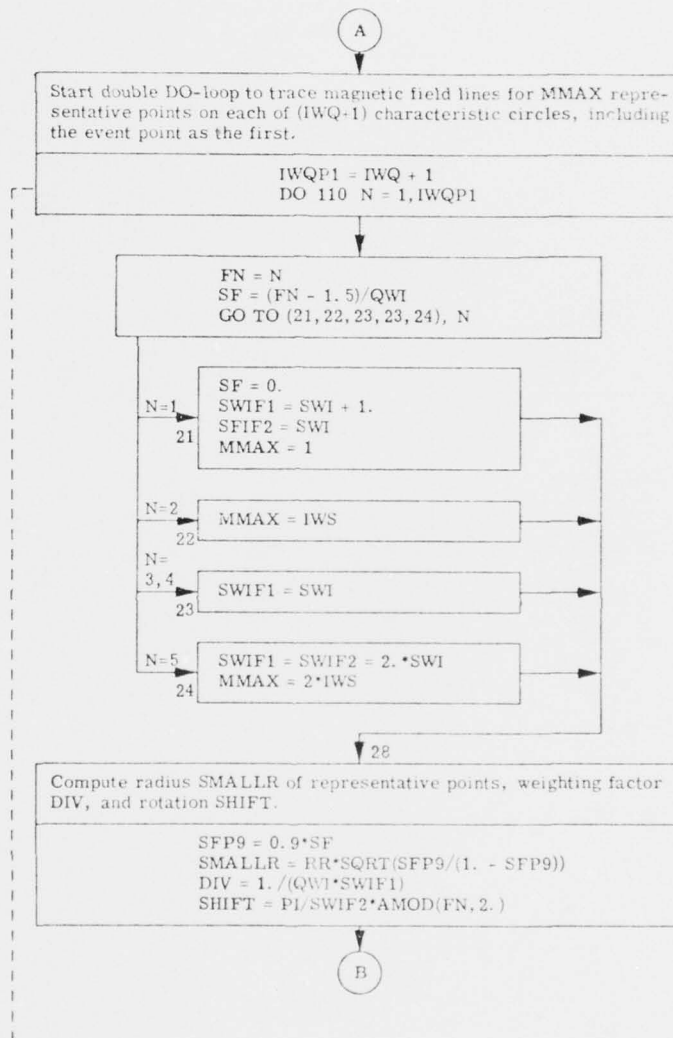 A
Start double DO-loop to trace magnetic field lines for MMAX repre-
sentative points on each of (IWQ+1) characteristic circles, including
the event point as the first.
IWQP1 = IWQ + 1
DO 110 N = 1, IWQP1
FN = N
SF = (FN - 1.5)/QWI
GO TO (21, 22, 23, 23, 24), N
N=1
21
SF = 0.
SWIF1 = SWI + 1.
SFIF2 = SWI
MMAX = 1
N=2
22
MMAX = IWS
N=
3, 4
23
SWIF1 = SWI
N=5
24
SWIF1 = SWIF2 = 2. *SWI
MMAX = 2*IWS
28
Compute radius SMALLR of representative points, weighting factor
DIV, and rotation SHIFT.
SFP9 = 0.9*SF
SMALLR = RR*SQRT(SFP9/(1. - SFP9))
DIV = 1./(QWI*SWIF1)
SHIFT = PI/SWIF2*AMOD(FN, 2.)
B